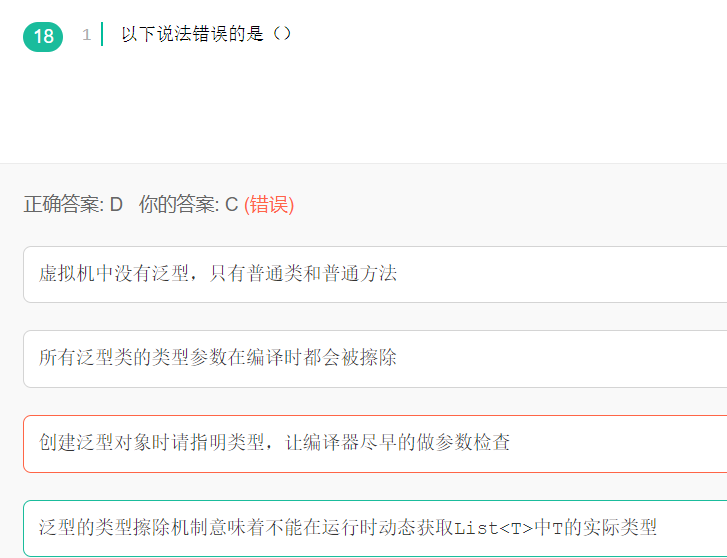 18 1 以下说法错误的是（）
正确答案: D 你的答案: C (错误)
虚拟机中没有泛型，只有普通类和普通方法
所有泛型类的类型参数在编译时都会被擦除
创建泛型对象时请指明类型，让编译器尽早的做参数检查
泛型的类型擦除机制意味着不能在运行时动态获取List<T>中T的实际类型